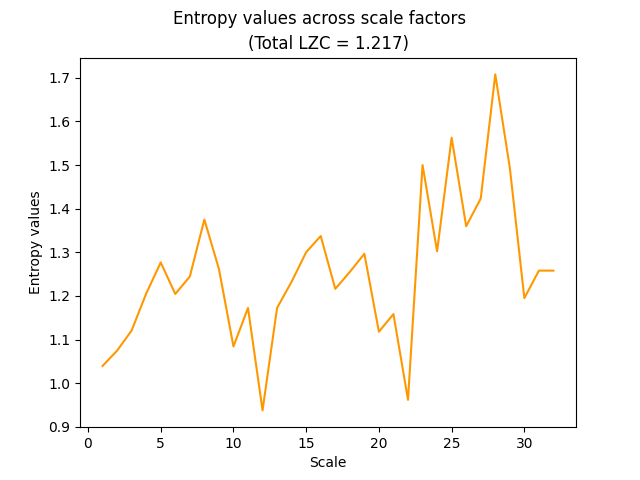 Entropy values across scale factors
(Total LZC = 1.217)
1.7
1.6
1.5
1.4
1.3
1.2
1.1
1.0
0.9
Entropy values
0 5 10 15 20 25 30
Scale